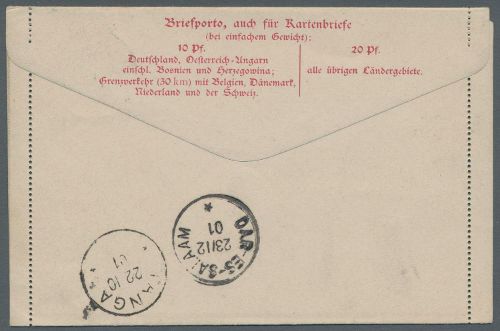 Briefporto, auch für Kartenbriefe
(bei einfachem Gewicht):
10 Pf.
Deutschland, Oesterreich-Ungarn
einschl. Bosnien und Herzegowina;
Grenzverkehr (30 km) mit Belgien, Dänemark,
Niederland und der Schweiz.
20 Pf.
alle übrigen Ländergebiete.
DAR-ES-SALAAM
23/12
01
TANGA
22 10
01